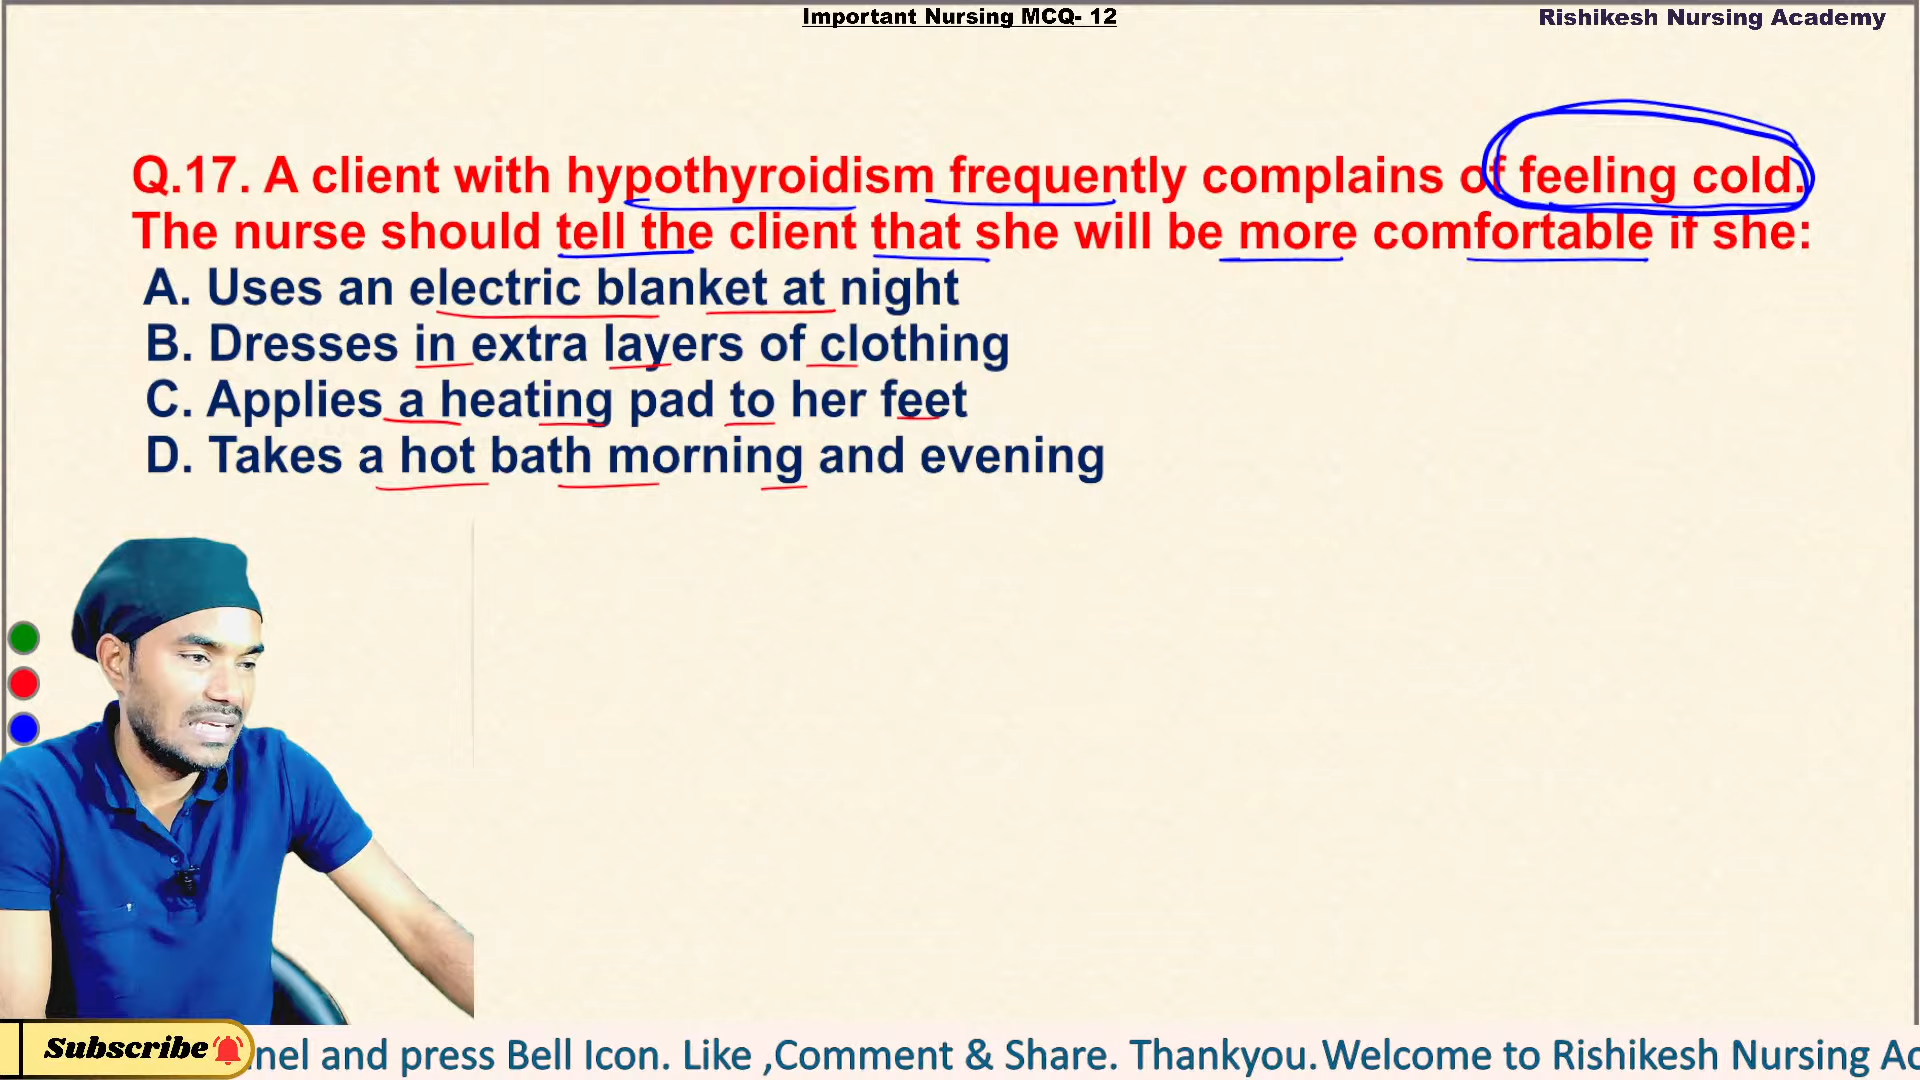 Important Nursing MCQ- 12
Rishikesh Nursing Academy
Q.17. A client with hypothyroidism frequently complains of feeling cold.
The nurse should tell the client that she will be more comfortable if she:
A. Uses an electric blanket at night
B. Dresses in extra layers of clothing
C. Applies a heating pad to her feet
D. Takes a hot bath morning and evening
Subscribe
nel and press Bell Icon. Like ,Comment & Share. Thankyou.Welcome to Rishikesh Nursing Ac